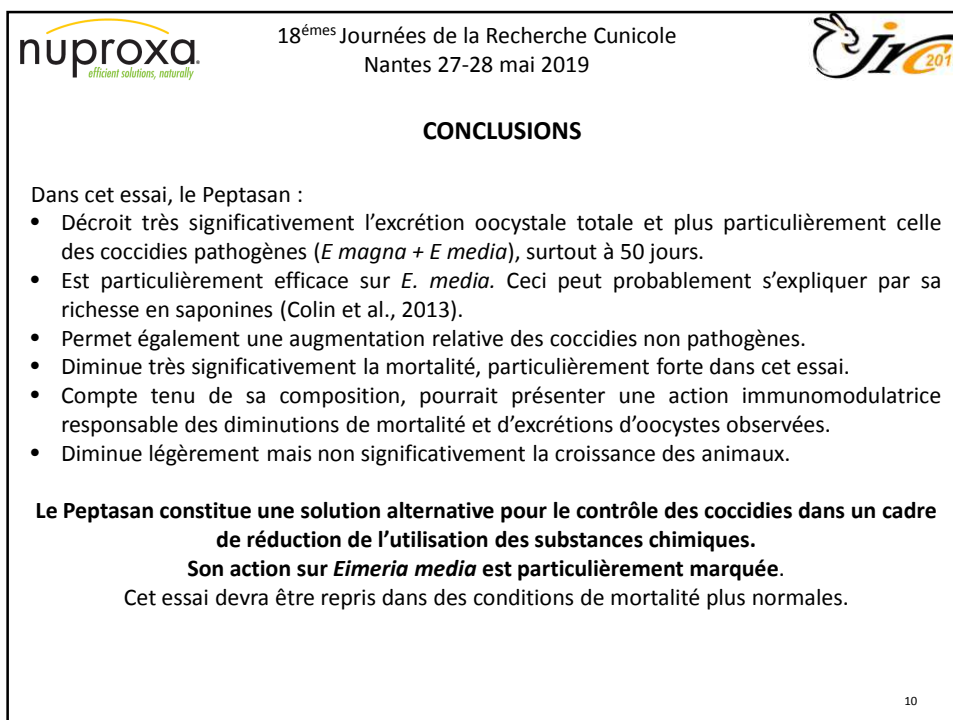 nuproxa.
efficient solutions, naturally
18émes Journées de la Recherche Cunicole
Nantes 27-28 mai 2019
jrc 201
CONCLUSIONS
Dans cet essai, le Peptasan :
• Décroit très significativement l’excrétion oocystale totale et plus particulièrement celle
des coccidies pathogènes (E magna + E media), surtout à 50 jours.
• Est particulièrement efficace sur E. media. Ceci peut probablement s’expliquer par sa
richesse en saponines (Colin et al., 2013).
• Permet également une augmentation relative des coccidies non pathogènes.
• Diminue très significativement la mortalité, particulièrement forte dans cet essai.
• Compte tenu de sa composition, pourrait présenter une action immunomodulatrice
responsable des diminutions de mortalité et d’excrétions d’oocystes observées.
• Diminue légèrement mais non significativement la croissance des animaux.
Le Peptasan constitue une solution alternative pour le contrôle des coccidies dans un cadre
de réduction de l’utilisation des substances chimiques.
Son action sur Eimeria media est particulièrement marquée.
Cet essai devra être repris dans des conditions de mortalité plus normales.
10